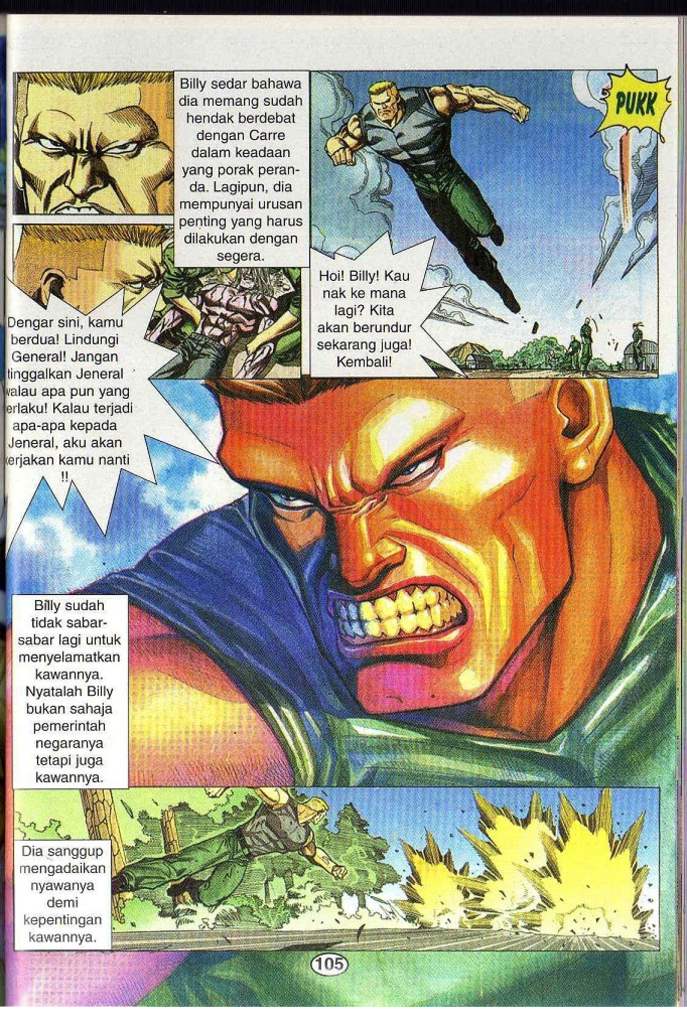 Billy sedar bahawa
dia memang sudah
hendak berdebat
dengan Carre
dalam keadaan
yang porak peran-
da. Lagipun, dia
mempunyai urusan
penting yang harus
dilakukan dengan
segera.
PUKK
Hoi! Billy! Kau
nak ke mana
lagi? Kita
akan berundur
sekarang juga!
Kembali!
Dengar sini, kamu
berdua! Lindungi
General! Jangan
tinggalkan Jeneral
walau apa pun yang
erlaku! Kalau terjadi
apa-apa kepada
Jeneral, aku akan
erjakan kamu nanti
!!
Billy sudah
tidak sabar-
sabar lagi untuk
menyelamatkan
kawannya.
Nyatalah Billy
bukan sahaja
pemerintah
negaranya
tetapi juga
kawannya.
Dia sanggup
mengadaikan
nyawanya
demi
kepentingan
kawannya.
105